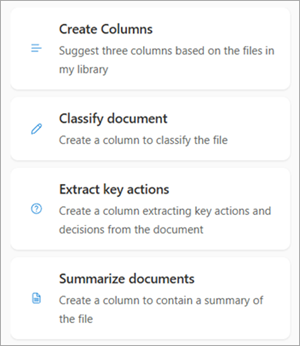 Create Columns
Suggest three columns based on the files in
my library
Classify document
Create a column to classify the file
Extract key actions
Create a column extracting key actions and
decisions from the document
Summarize documents
Create a column to contain a summary of
the file